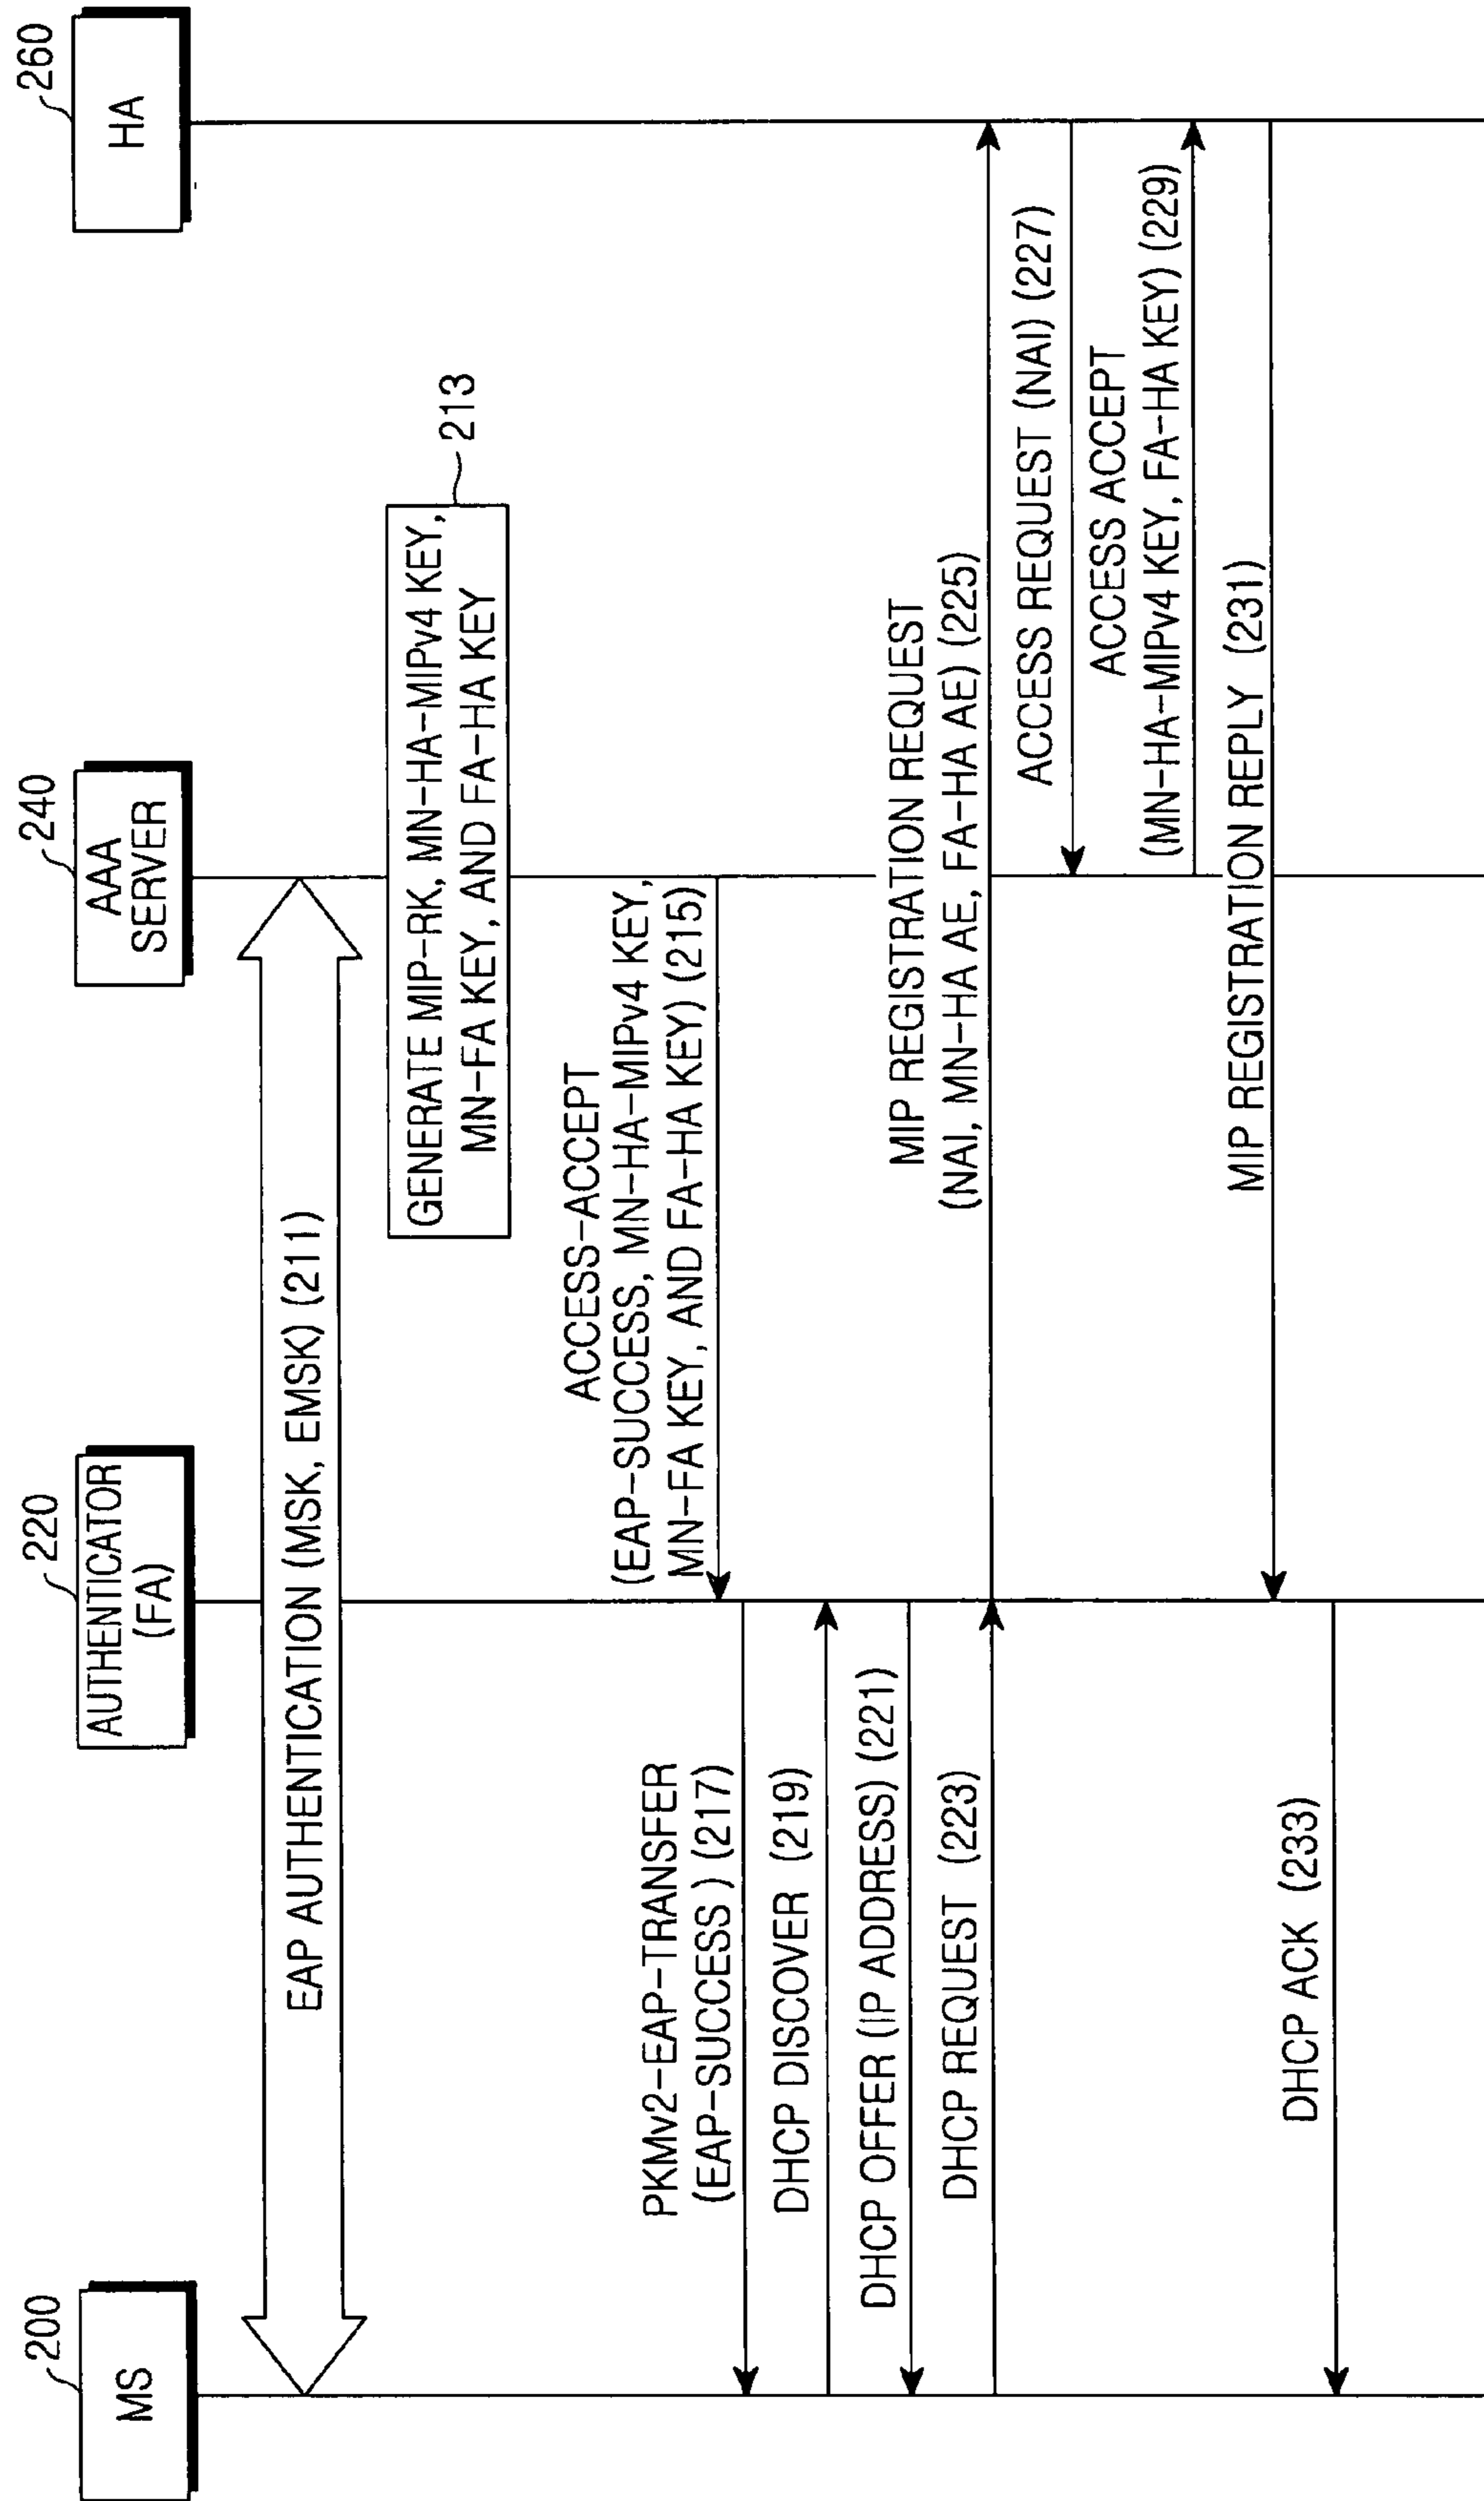 200
MS
220
AUTHENTICATOR
(FA)
240
AAA
SERVER
260
HA
EAP AUTHENTICATION (MSK, EMSK) (211)
GENERATE MIP-RK, MN-HA-MIPv4 KEY,
MN-FA KEY, AND FA-HA KEY
213
ACCESS-ACCEPT
(EAP-SUCCESS, MN-HA-MIPv4 KEY,
MN-FA KEY, AND FA-HA KEY) (215)
PKMv2-EAP-TRANSFER
(EAP-SUCCESS) (217)
DHCP DISCOVER (219)
DHCP OFFER (IP ADDRESS) (221)
DHCP REQUEST (223)
MIP REGISTRATION REQUEST
(NAI, MN-HA AE, FA-HA AE) (225)
ACCESS REQUEST (NAI) (227)
ACCESS ACCEPT
(MN-HA-MIPv4 KEY, FA-HA KEY) (229)
MIP REGISTRATION REPLY (231)
DHCP ACK (233)